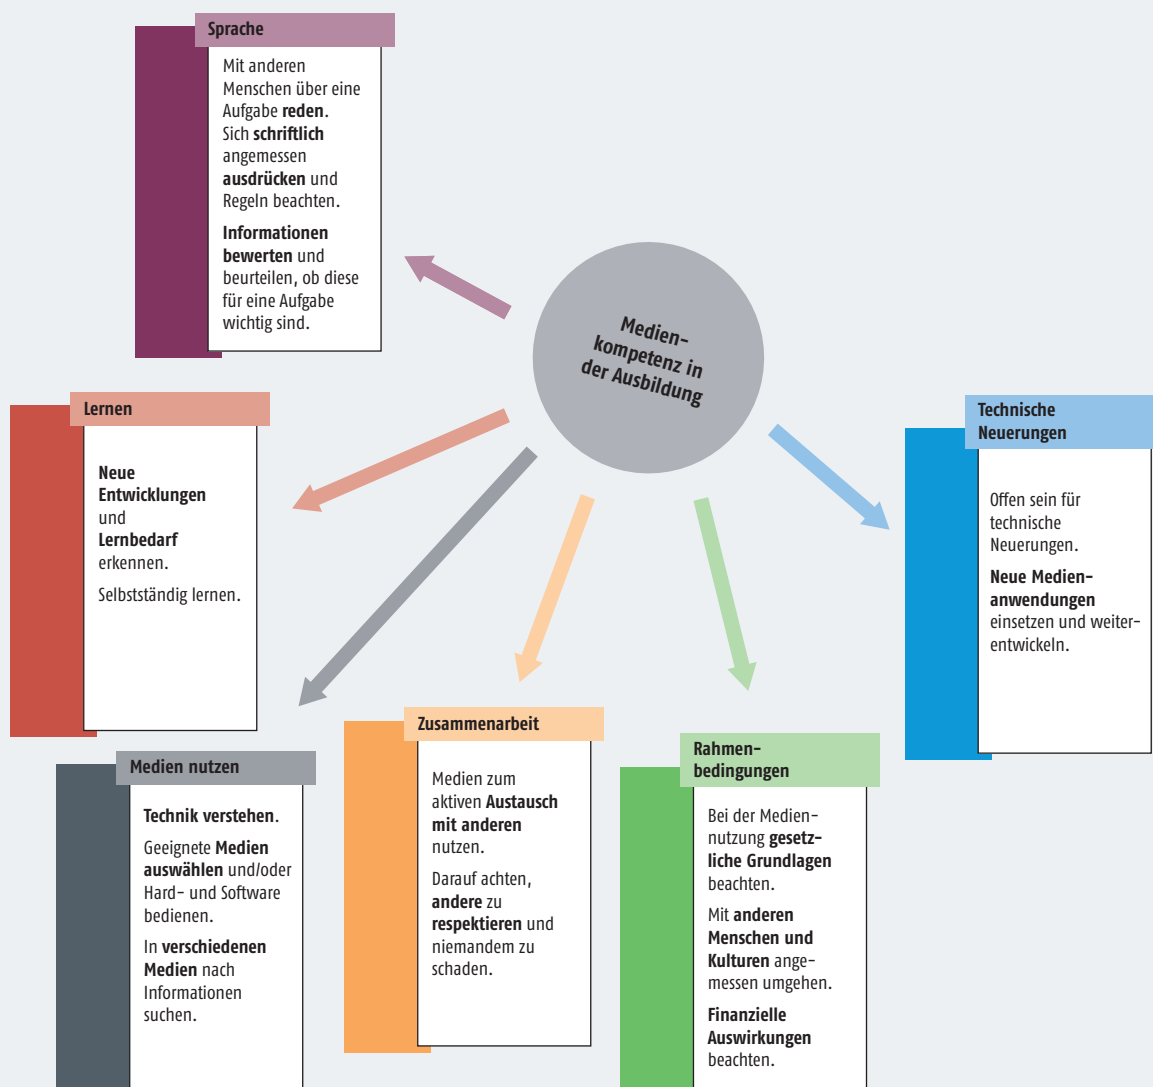 Sprache
Mit anderen
Menschen über eine
Aufgabe reden.
Sich schriftlich
angemessen
ausdrücken und
Regeln beachten.
Informationen
bewerten und
beurteilen, ob diese
für eine Aufgabe
wichtig sind.
Medien-
kompetenz in
der Ausbildung
Lernen
Neue
Entwicklungen
und
Lernbedarf
erkennen.
Selbstständig lernen.
Technische
Neuerungen
Offen sein für
technische
Neuerungen.
Neue Medien-
anwendungen
einsetzen und weiter-
entwickeln.
Medien nutzen
Technik verstehen.
Geeignete Medien
auswählen und/oder
Hard- und Software
bedienen.
In verschiedenen
Medien nach
Informationen
suchen.
Zusammenarbeit
Medien zum
aktiven Austausch
mit anderen
nutzen.
Darauf achten,
andere zu
respektieren und
niemandem zu
schaden.
Rahmen-
bedingungen
Bei der Medien-
nutzung gesetz-
liche Grundlagen
beachten.
Mit anderen
Menschen und
Kulturen ange-
messen umgehen.
Finanzielle
Auswirkungen
beachten.